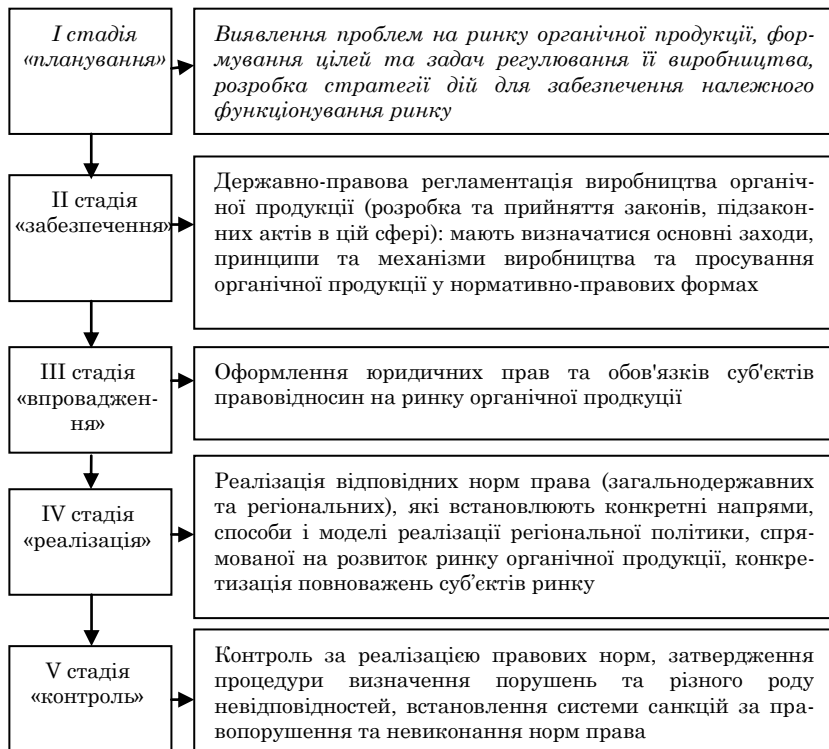 І стадія
«планування»
Виявлення проблем на ринку органічної продукції, фор-
мування цілей та задач регулювання її виробництва,
розробка стратегії дій для забезпечення належного
функціонування ринку
ІІ стадія
«забезпечення»
Державно-правова регламентація виробництва органіч-
ної продукції (розробка та прийняття законів, підзакон-
них актів в цій сфері): мають визначатися основні заходи,
принципи та механізми виробництва та просування
органічної продукції у нормативно-правових формах
ІІІ стадія
«впроваджен-
ня»
Оформлення юридичних прав та обов'язків суб'єктів
правовідносин на ринку органічної продкуції
IV стадія
«реалізація»
Реалізація відповідних норм права (загальнодержавних
та регіональних), які встановлюють конкретні напрями,
способи і моделі реалізації регіональної політики, спря-
мованої на розвиток ринку органічної продукції, конкре-
тизація повноважень суб’єктів ринку
V стадія
«контроль»
Контроль за реалізацією правових норм, затвердження
процедури визначення порушень та різного роду
невідповідностей, встановлення системи санкцій за пра-
вопорушення та невиконання норм права